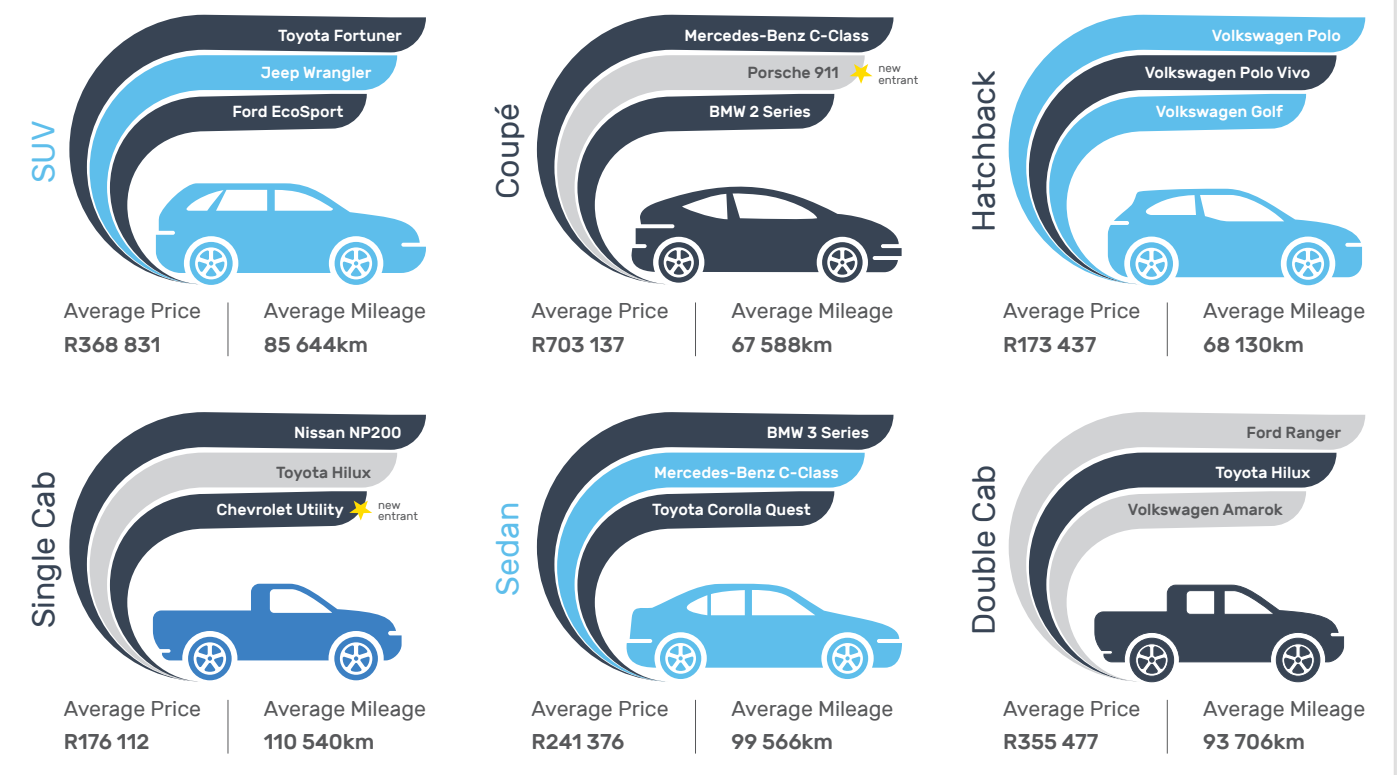 SUV
Toyota Fortuner
Jeep Wrangler
Ford EcoSport
Average Price
R368 831
Average Mileage
85 644km
Coupé
Mercedes-Benz C-Class
Porsche 911
new
entrant
BMW 2 Series
Average Price
R703 137
Average Mileage
67 588km
Hatchback
Volkswagen Polo
Volkswagen Polo Vivo
Volkswagen Golf
Average Price
R173 437
Average Mileage
68 130km
Single Cab
Nissan NP200
Toyota Hilux
Chevrolet Utility
new
entrant
Average Price
R176 112
Average Mileage
110 540km
Sedan
BMW 3 Series
Mercedes-Benz C-Class
Toyota Corolla Quest
Average Price
R241 376
Average Mileage
99 566km
Double Cab
Ford Ranger
Toyota Hilux
Volkswagen Amarok
Average Price
R355 477
Average Mileage
93 706km